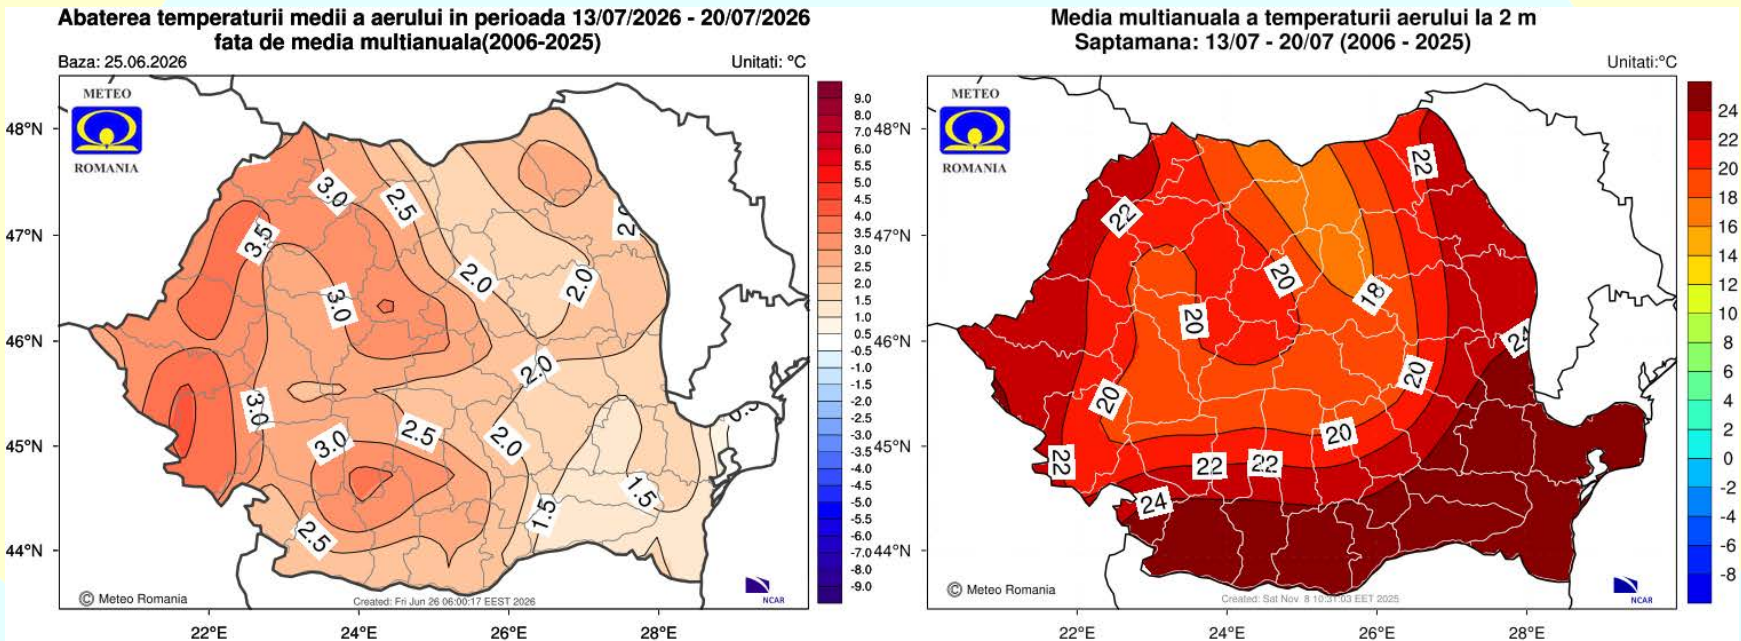 Abaterea temperaturii medii a aerului in perioada 13/07/2026 - 20/07/2026
fata de media multianuala(2006-2025)
Baza: 25.06.2026
Unitati: °C
METEO
ROMANIA
48°N
47°N
46°N
45°N
44°N
22°E
24°E
26°E
28°E
3.0
2.5
3.5
2.0
2.0
3.0
2.0
3.0
3.0
2.5
2.0
1.5
1.5
2.5
9.0
8.0
7.0
6.0
5.5
5.0
4.5
4.0
3.5
3.0
2.5
2.0
1.5
1.0
0.5
-0.5
-1.0
-1.5
-2.0
-2.5
-3.0
-3.5
-4.0
-4.5
-5.0
-5.5
-6.0
-7.0
-8.0
-9.0
© Meteo Romania
Created: Fri Jun 26 06:00:17 EEST 2026
NCAR
Media multianuala a temperaturii aerului la 2 m
Saptamana: 13/07 - 20/07 (2006 - 2025)
Unitati:°C
METEO
ROMANIA
48°N
47°N
46°N
45°N
44°N
22°E
24°E
26°E
28°E
22
22
20
18
20
24
20
20
20
22
22
22
24
24
22
20
18
16
14
12
10
8
6
4
2
0
-2
-4
-6
-8
© Meteo Romania
Created: Sat Nov 8 10:31:03 EET 2025
NCAR